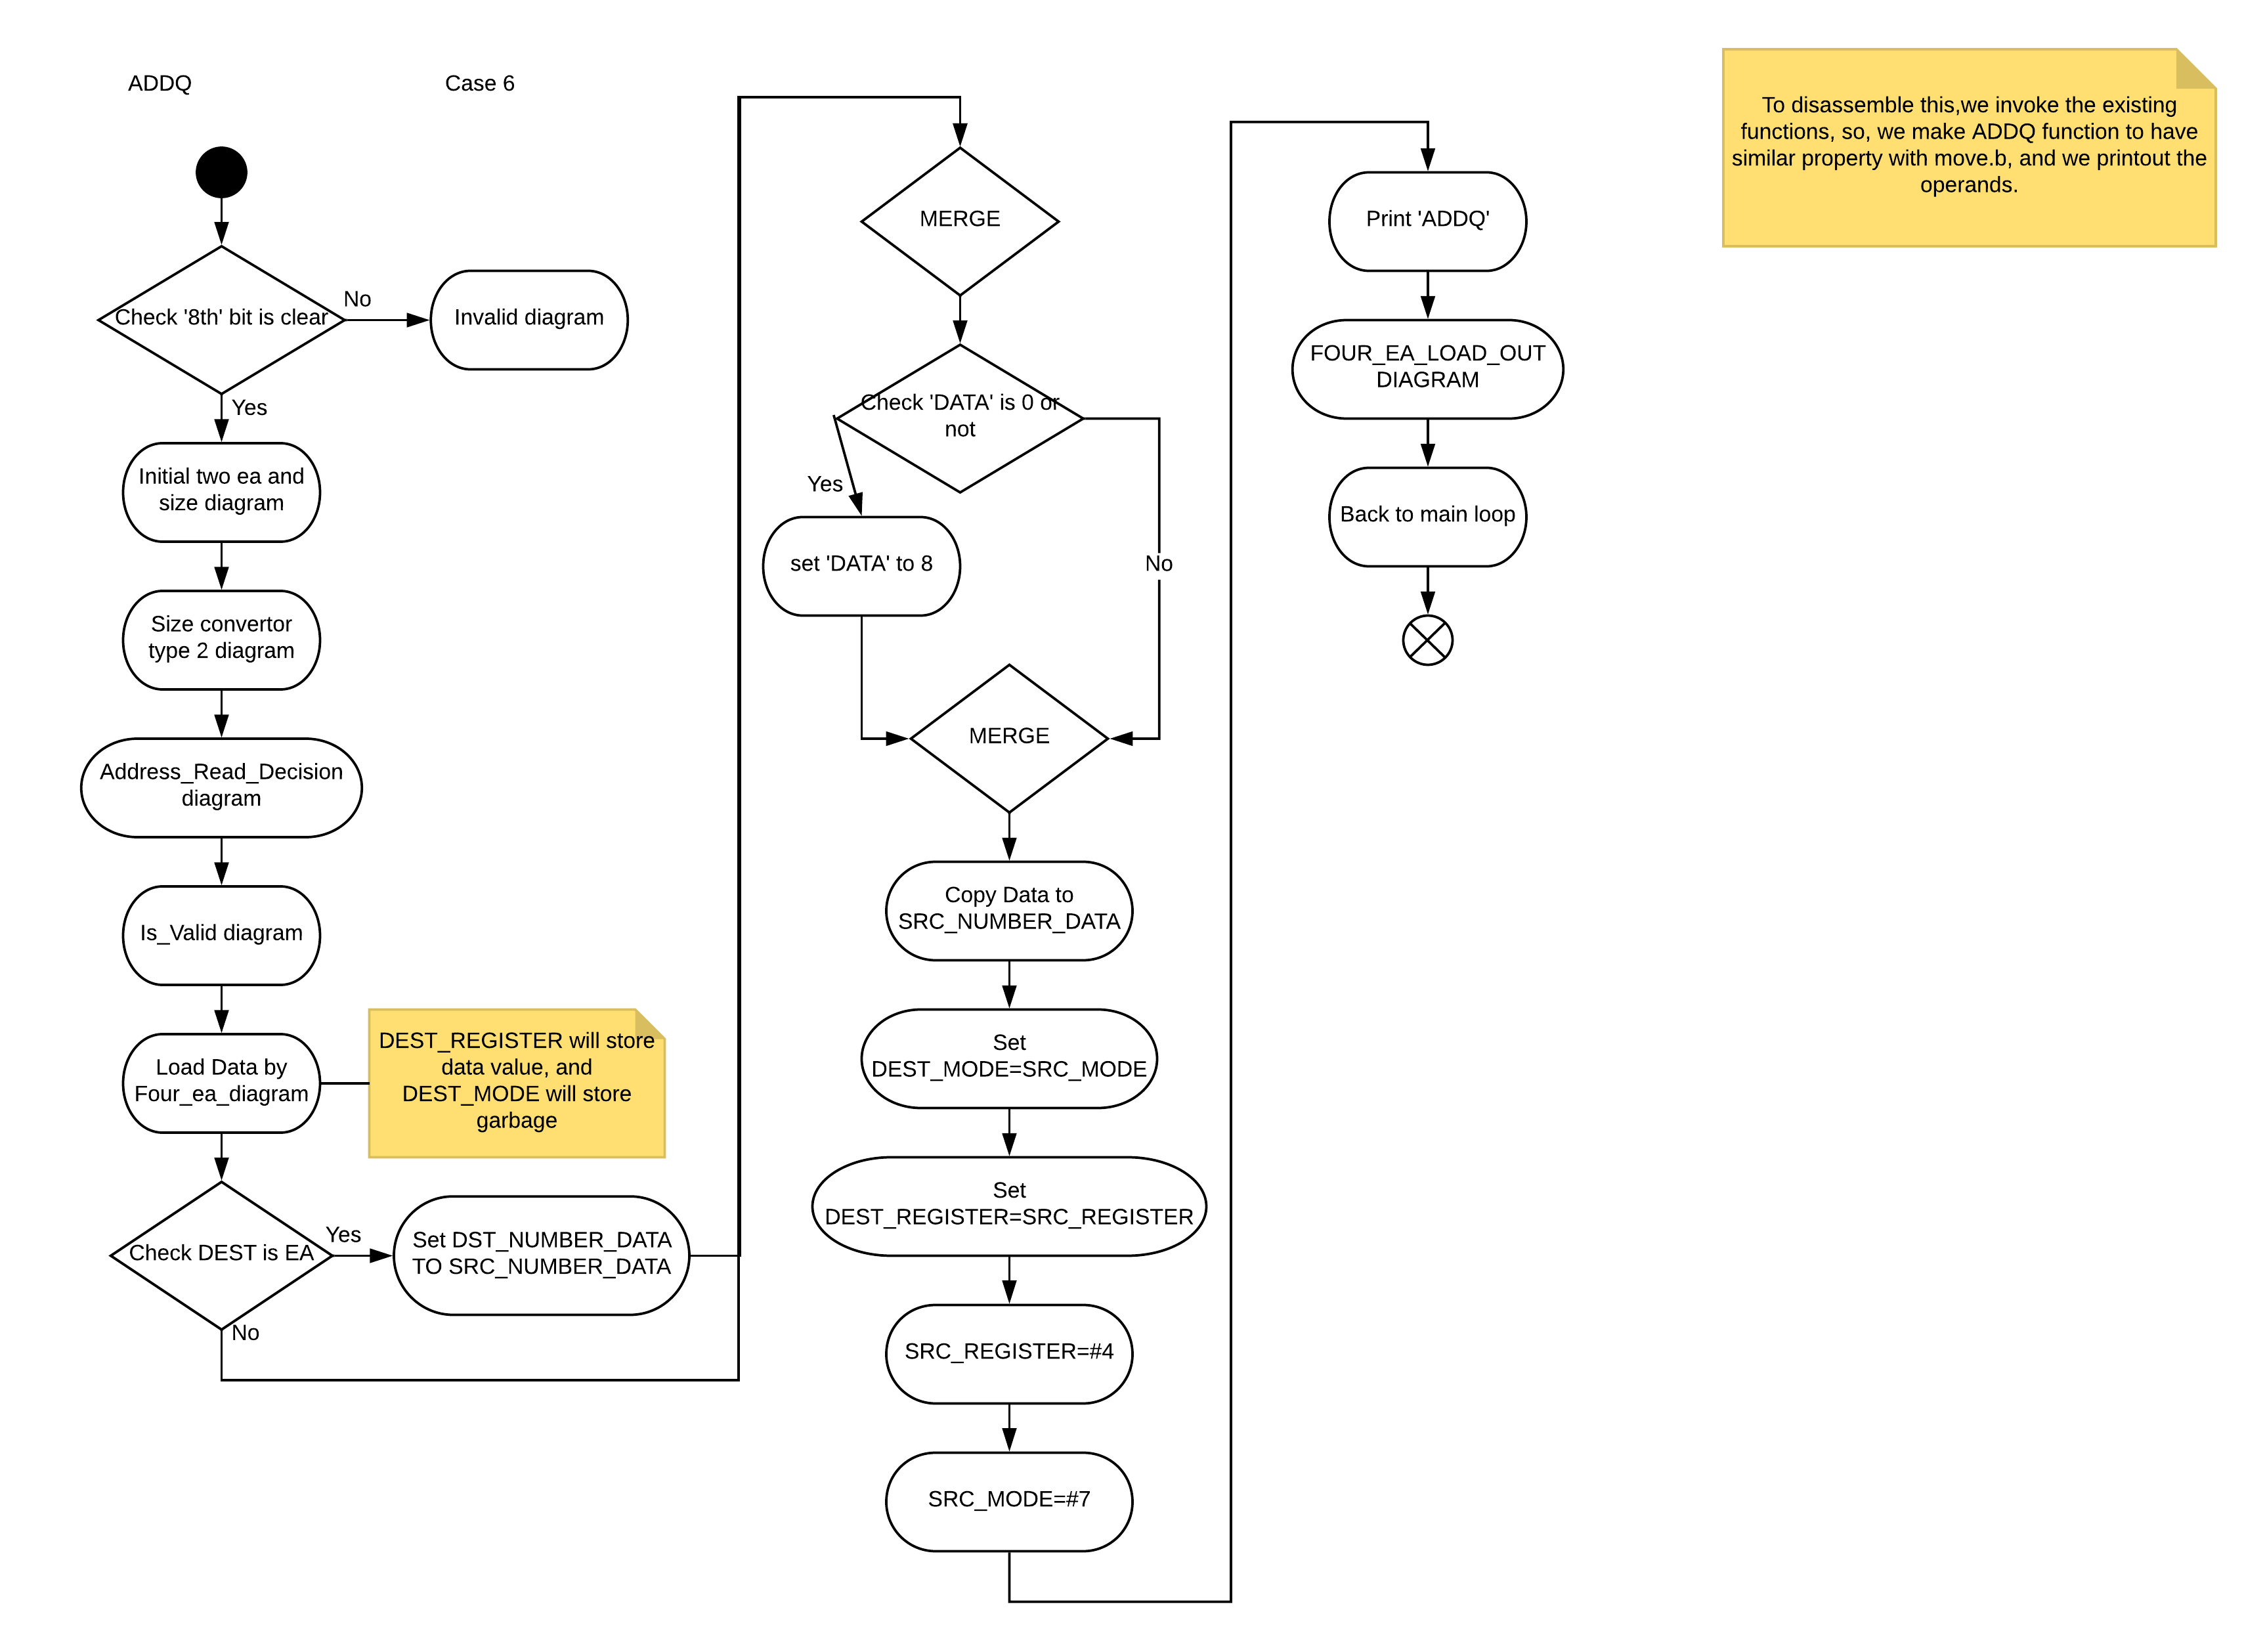 ADDQ
Case 6
Check '8th' bit is clear
No
Invalid diagram
Yes
Initial two ea and
size diagram
Size convertor
type 2 diagram
Address_Read_Decision
diagram
Is_Valid diagram
Load Data by
Four_ea_diagram
DEST_REGISTER will store
data value, and
DEST_MODE will store
garbage
Check DEST is EA
Yes
Set DST_NUMBER_DATA
TO SRC_NUMBER_DATA
No
MERGE
Check 'DATA' is 0 or
not
Yes
set 'DATA' to 8
No
MERGE
Copy Data to
SRC_NUMBER_DATA
Set
DEST_MODE=SRC_MODE
Set
DEST_REGISTER=SRC_REGISTER
SRC_REGISTER=#4
SRC_MODE=#7
Print 'ADDQ'
FOUR_EA_LOAD_OUT
DIAGRAM
Back to main loop
To disassemble this,we invoke the existing
functions, so, we make ADDQ function to have
similar property with move.b, and we printout the
operands.